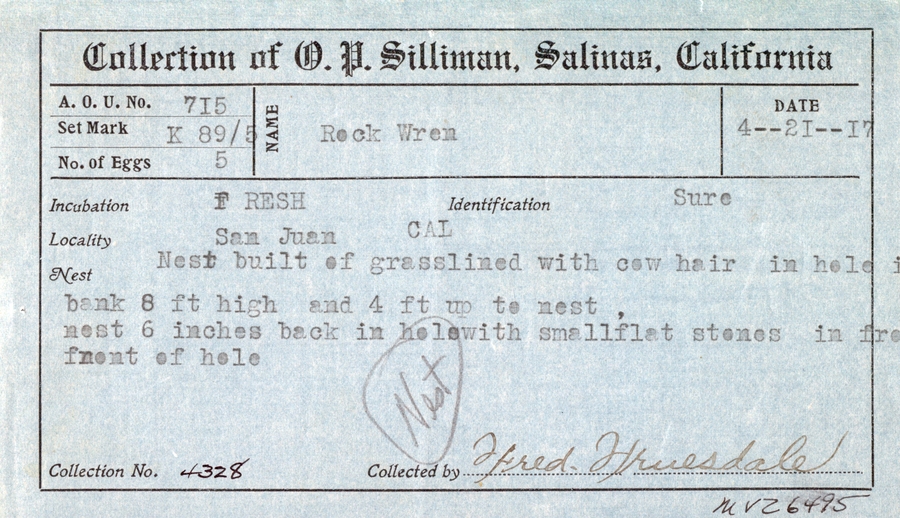 Collection of O. P. Silliman, Salinas, California
A. O. U. No. 715
Set Mark K 89/5
No. of Eggs 5
NAME Rock Wren
DATE
4--21--17
Incubation FRESH Identification Sure
Locality San Juan CAL
Nest Nest built of grasslined with cow hair in hole i
bank 8 ft high and 4 ft up to nest ,
nest 6 inches back in holewith smallflat stones in fro
front of hole
Nest
Collection No. 4328 Collected by Fred. Truesdale
MVZ 6495